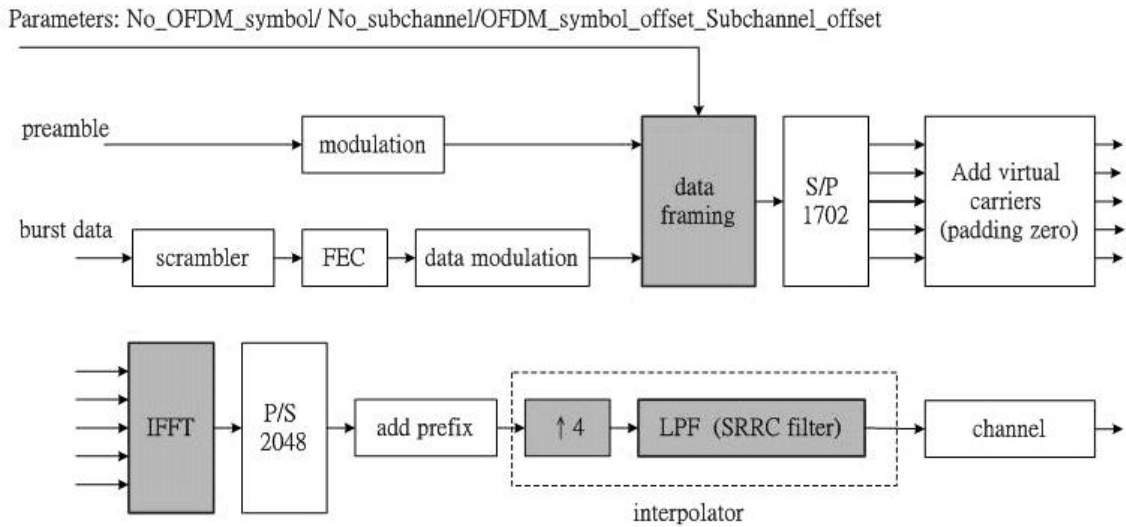 Parameters: No_OFDM_symbol/ No_subchannel/OFDM_symbol_offset_Subchannel_offset
preamble
modulation
burst data
scrambler
FEC
data modulation
data
framing
S/P
1702
Add virtual
carriers
(padding zero)
IFFT
P/S
2048
add prefix
↑ 4
LPF (SRRC filter)
channel
interpolator